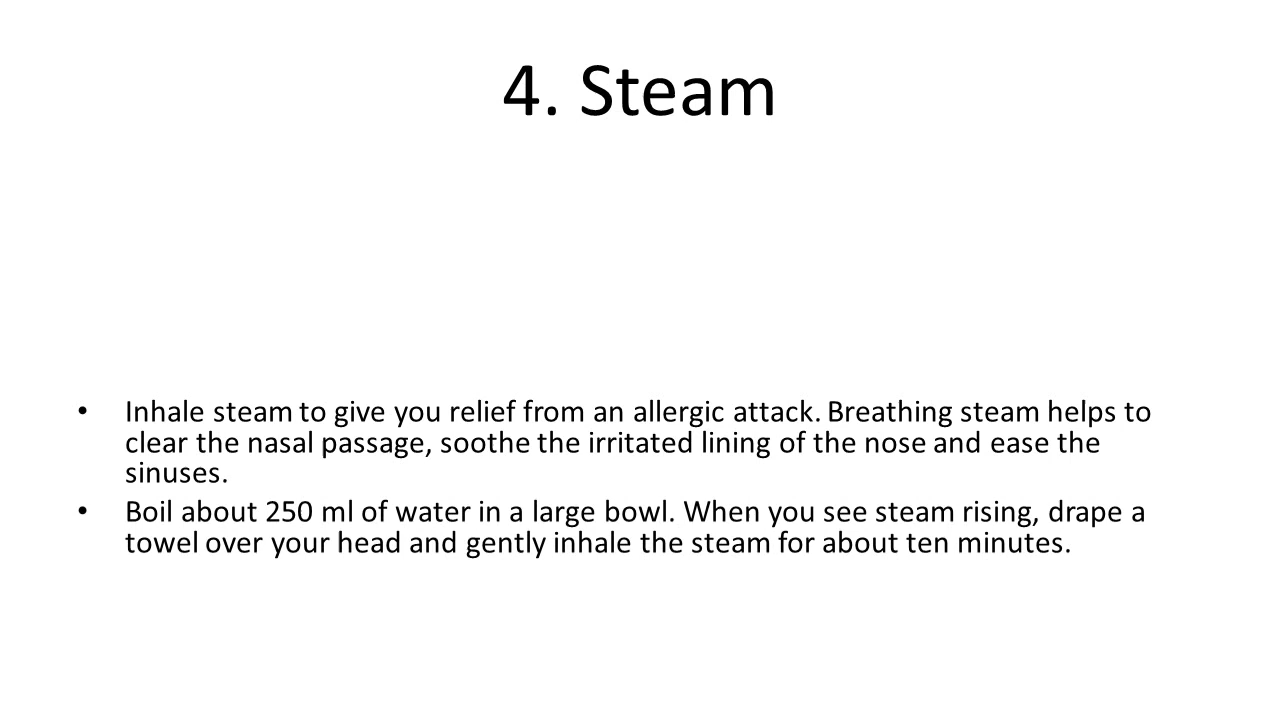 4. Steam
• Inhale steam to give you relief from an allergic attack. Breathing steam helps to
clear the nasal passage, soothe the irritated lining of the nose and ease the
sinuses.
• Boil about 250 ml of water in a large bowl. When you see steam rising, drape a
towel over your head and gently inhale the steam for about ten minutes.